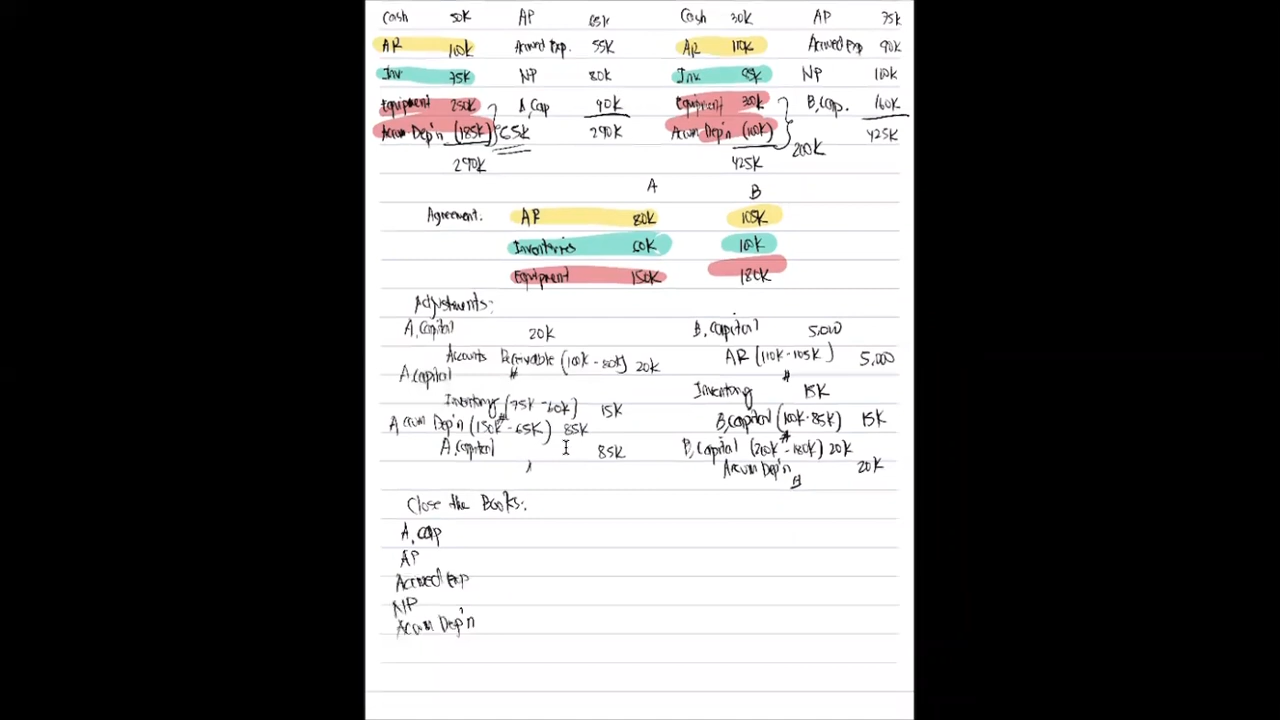 Cash 50K AP 65K Cash 30K AP 75K
AR 100K Accrued Exp. 55K AR 110K Accrued Exp 90K
Inv 75K NP 80K Inv 85K NP 100K
Equipment 250K A, Cap 90K Equipment 300K B, Cap. 160K
Accum Dep'n (185K) 65K 290K Accum Dep'n (100K) 200K 425K
290K 425K
A B
Agreement: AR 80K 105K
Inventories 60K 100K
Equipment 150K 180K
Adjustments:
A, Capital 20K B, Capital 5,000
Accounts Receivable (100K - 80K) 20K AR (110K - 105K) 5,000
A, capital Inventory 15K
Inventory (75K - 60K) 15K B, capital (100K - 85K) 15K
Accum Dep'n (150K - 65K) 85K B, Capital (200K - 180K) 20K
A, Capital 85K Accum Dep'n 20K
Close the Books:
A, Cap
AP
Accrued Exp
NP
Accum Dep'n